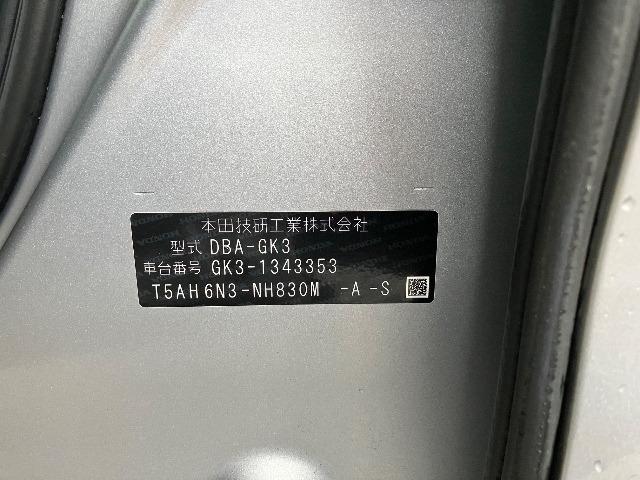 本田技研工業株式会社
型式 DBA-GK3
車台番号 GK3-1343353
T5AH6N3-NH830M -A-S